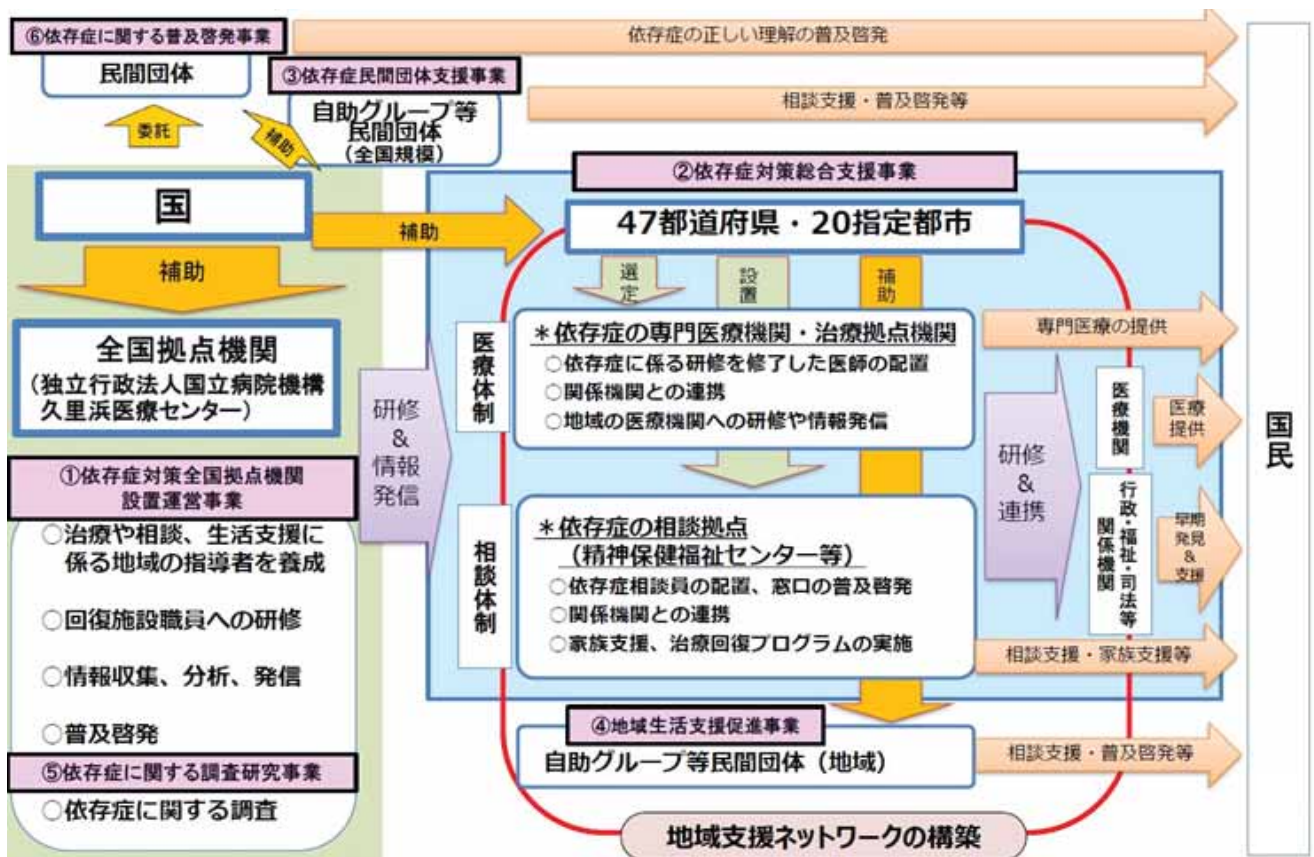 ⑥依存症に関する普及啓発事業
民間団体
依存症の正しい理解の普及啓発
③依存症民間団体支援事業
自助グループ等
民間団体
（全国規模）
相談支援・普及啓発等
委託
補助
国
補助
②依存症対策総合支援事業
47都道府県・20指定都市
補助
選定
設置
補助
全国拠点機関
（独立行政法人国立病院機構
久里浜医療センター）
①依存症対策全国拠点機関
設置運営事業
○治療や相談、生活支援に
係る地域の指導者を養成
○回復施設職員への研修
○情報収集、分析、発信
○普及啓発
⑤依存症に関する調査研究事業
○依存症に関する調査
研修
&
情報
発信
医療体制
＊依存症の専門医療機関・治療拠点機関
○依存症に係る研修を修了した医師の配置
○関係機関との連携
○地域の医療機関への研修や情報発信
相談体制
＊依存症の相談拠点
（精神保健福祉センター等）
○依存症相談員の配置、窓口の普及啓発
○関係機関との連携
○家族支援、治療回復プログラムの実施
研修
&
連携
専門医療の提供
医療機関
医療
提供
行政・福祉・司法等
関係機関
早期
発見
&
支援
相談支援・家族支援等
④地域生活支援促進事業
自助グループ等民間団体（地域）
相談支援・普及啓発等
地域支援ネットワークの構築
国民